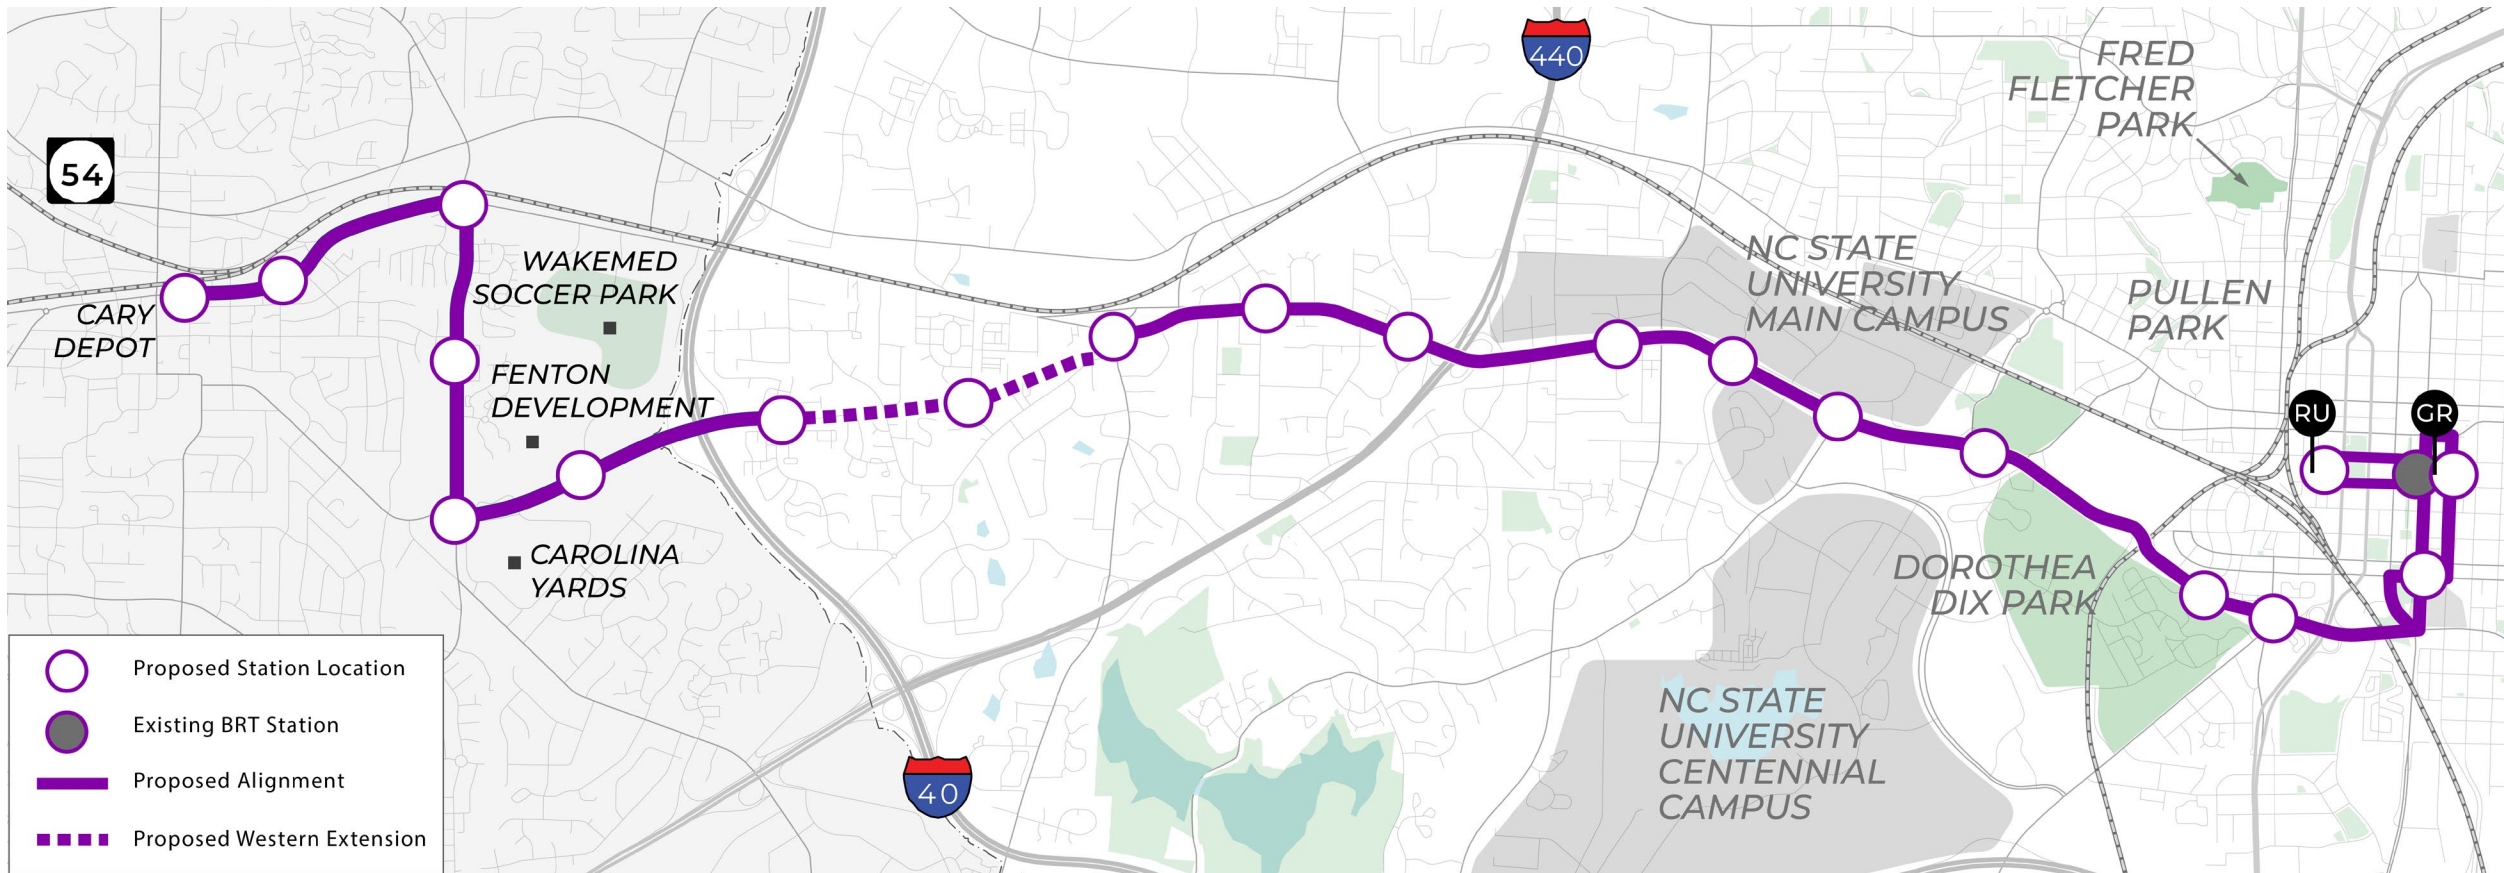 440
FRED
FLETCHER
PARK
54
WAKEMED
SOCCER PARK
NC STATE
UNIVERSITY
MAIN CAMPUS
PULLEN
PARK
CARY
DEPOT
FENTON
DEVELOPMENT
RU
GR
CAROLINA
YARDS
DOROTHEA
DIX PARK
NC STATE
UNIVERSITY
CENTENNIAL
CAMPUS
40
Proposed Station Location
Existing BRT Station
Proposed Alignment
Proposed Western Extension